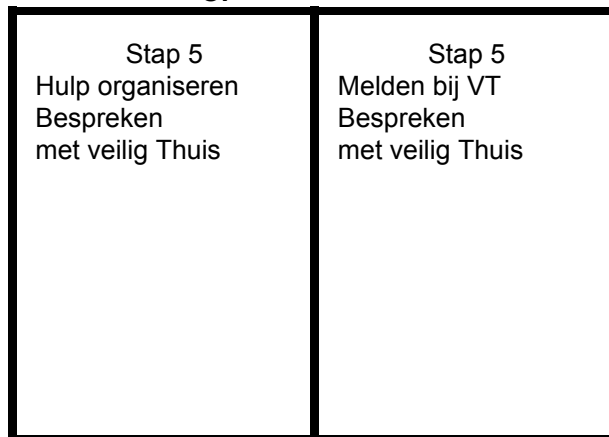 Stap 5
Hulp organiseren
Bespreken
met veilig Thuis
Stap 5
Melden bij VT
Bespreken
met veilig Thuis